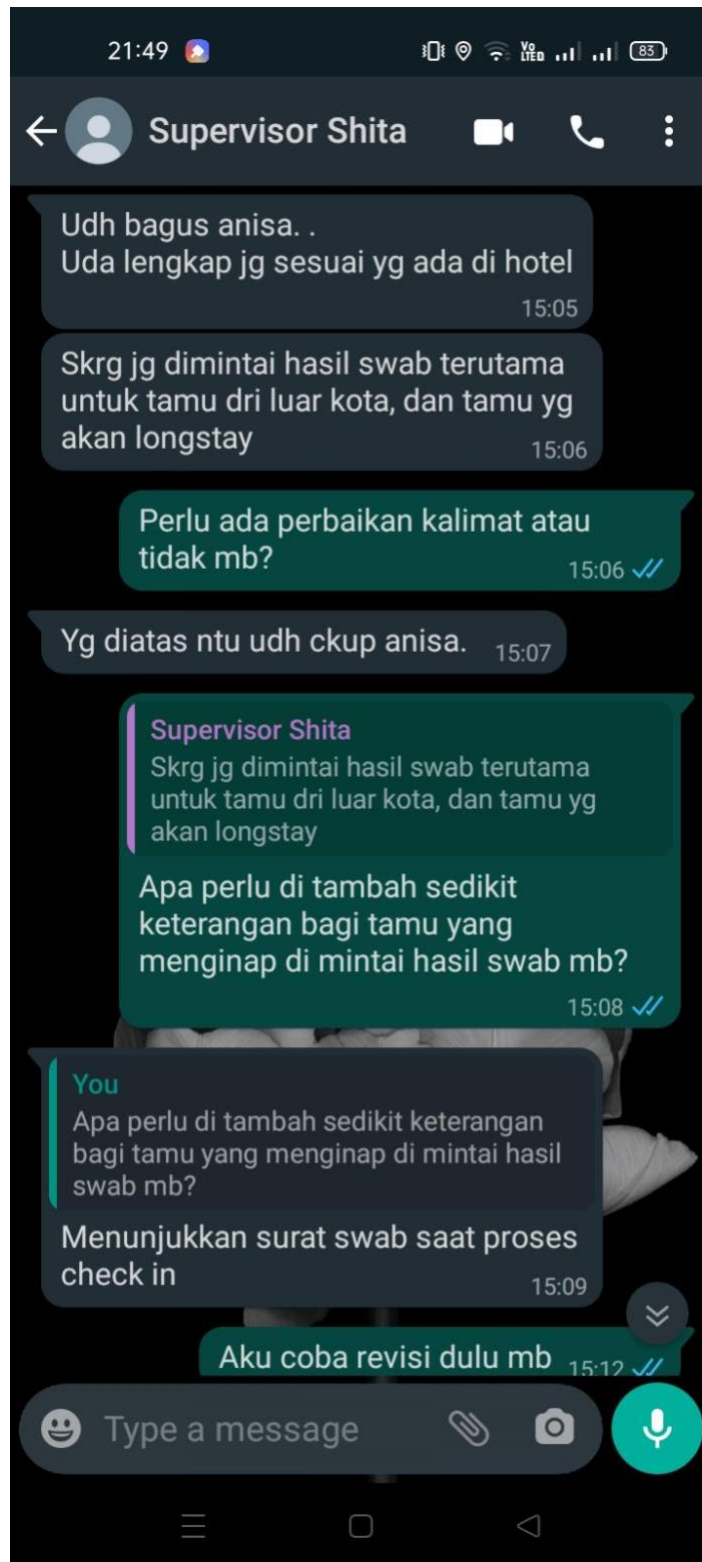 21:49
Vo
LTED
83
Supervisor Shita
Udh bagus anisa. .
Uda lengkap jg sesuai yg ada di hotel
15:05
Skrg jg dimintai hasil swab terutama
untuk tamu dri luar kota, dan tamu yg
akan longstay
15:06
Perlu ada perbaikan kalimat atau
tidak mb?
15:06
Yg diatas ntu udh ckup anisa.
15:07
Supervisor Shita
Skrg jg dimintai hasil swab terutama
untuk tamu dri luar kota, dan tamu yg
akan longstay
Apa perlu di tambah sedikit
keterangan bagi tamu yang
menginap di mintai hasil swab mb?
15:08
You
Apa perlu di tambah sedikit keterangan
bagi tamu yang menginap di mintai hasil
swab mb?
Menunjukkan surat swab saat proses
check in
15:09
Aku coba revisi dulu mb
15:12
Type a message